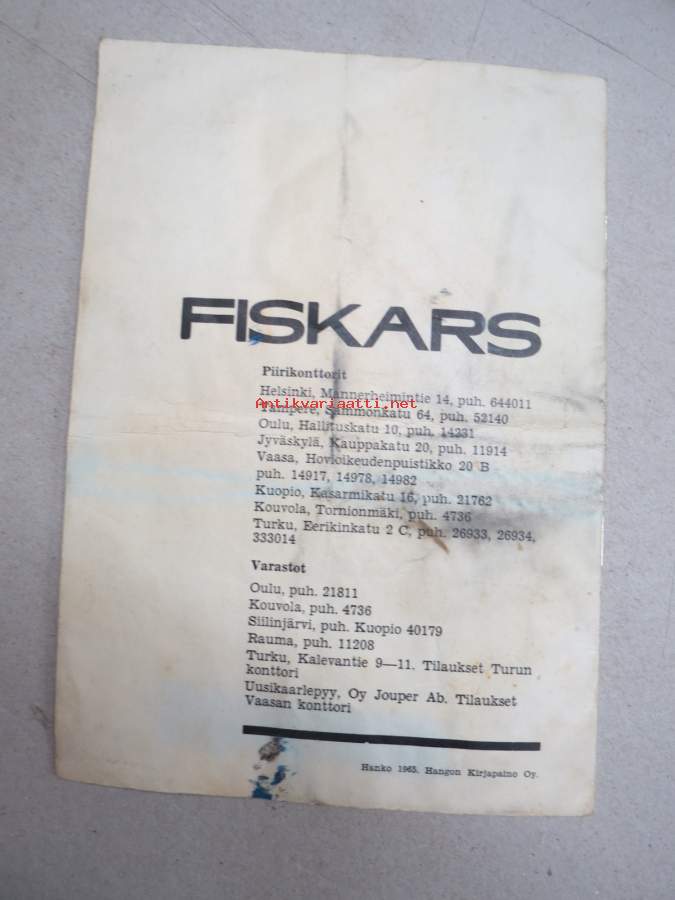 FISKARS
Piirikonttorit
Helsinki, Mannerheimintie 14, puh. 644011
Antikvariaatti.net
Tampere, Sammonkatu 64, puh. 52140
Oulu, Hallituskatu 10, puh. 14231
Jyväskylä, Kauppakatu 20, puh. 11914
Vaasa, Hovioikeudenpuistikko 20 B
puh. 14917, 14978, 14982
Kuopio, Kasarmikatu 16, puh. 21762
Kouvola, Tornionmäki, puh. 4736
Turku, Eerikinkatu 2 C, puh. 26933, 26934,
333014
Varastot
Oulu, puh. 21811
Kouvola, puh. 4736
Siilinjärvi, puh. Kuopio 40179
Rauma, puh. 11208
Turku, Kalevantie 9—11. Tilaukset Turun
konttori
Uusikaarlepyy, Oy Jouper Ab. Tilaukset
Vaasan konttori
Hanko 1965. Hangon Kirjapaino Oy.